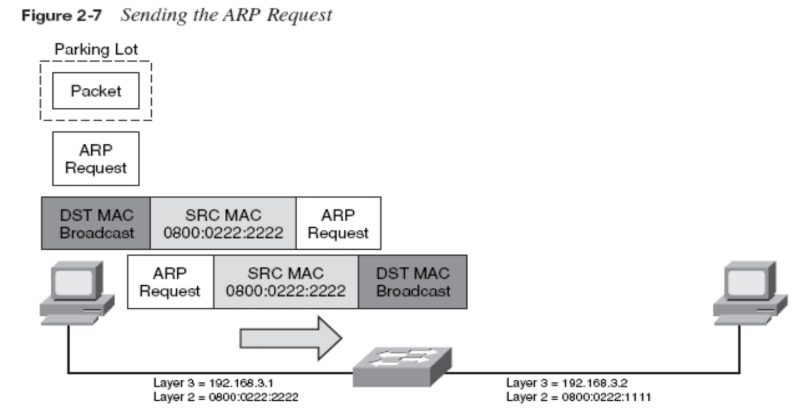 Figure 2-7 Sending the ARP Request
Parking Lot
Packet
ARP
Request
DST MAC
Broadcast
SRC MAC
0800:0222:2222
ARP
Request
ARP
Request
SRC MAC
0800:0222:2222
DST MAC
Broadcast
Layer 3 = 192.168.3.1
Layer 2 = 0800:0222:2222
Layer 3 = 192.168.3.2
Layer 2 = 0800:0222:1111